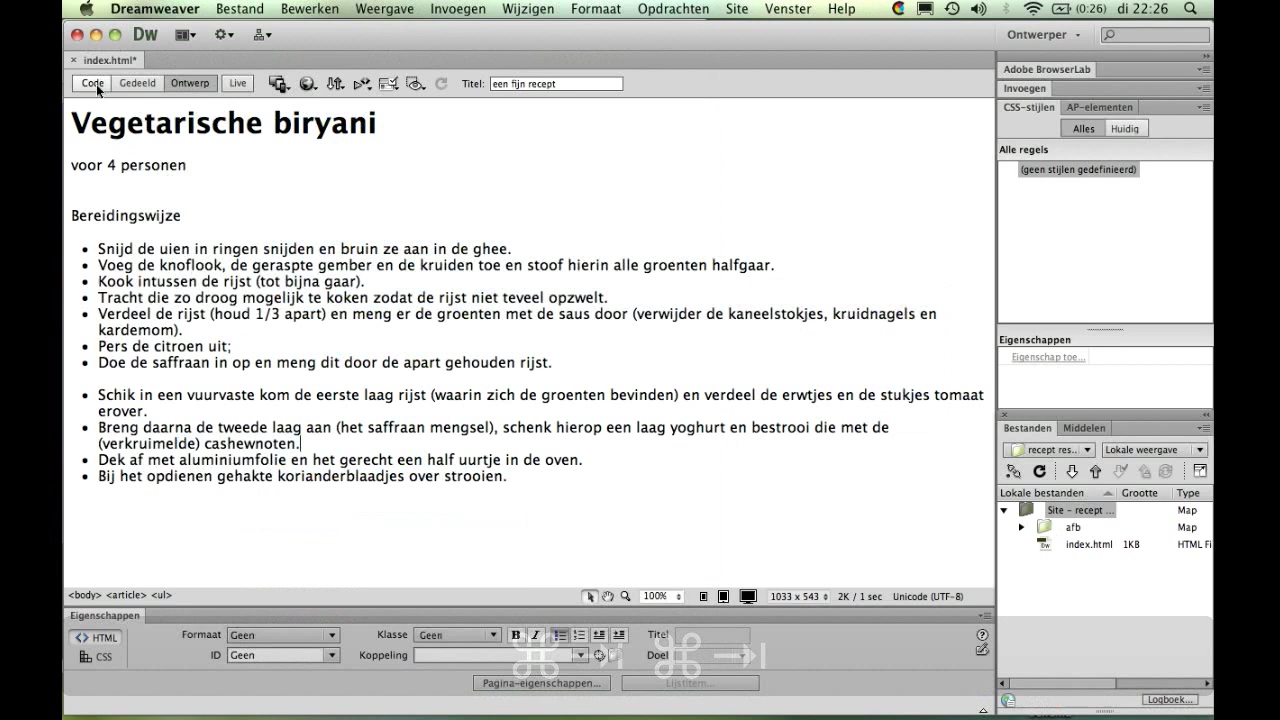 Dreamweaver Bestand Bewerken Weergave Invoegen Wijzigen Formaat Opdrachten Site Venster Help (0:26) di 22:26
Dw Ontwerper
index.html*
Code Gedeeld Ontwerp Live Titel: een fijn recept
Vegetarische biryani
voor 4 personen
Bereidingswijze
• Snijd de uien in ringen snijden en bruin ze aan in de ghee.
• Voeg de knoflook, de geraspte gember en de kruiden toe en stoof hierin alle groenten halfgaar.
• Kook intussen de rijst (tot bijna gaar).
• Tracht die zo droog mogelijk te koken zodat de rijst niet teveel opzwelt.
• Verdeel de rijst (houd 1/3 apart) en meng er de groenten met de saus door (verwijder de kaneelstokjes, kruidnagels en
kardemom).
• Pers de citroen uit;
• Doe de saffraan in op en meng dit door de apart gehouden rijst.
• Schik in een vuurvaste kom de eerste laag rijst (waarin zich de groenten bevinden) en verdeel de erwtjes en de stukjes tomaat
erover.
• Breng daarna de tweede laag aan (het saffraan mengsel), schenk hierop een laag yoghurt en bestrooi die met de
(verkruimelde) cashewnoten.
• Dek af met aluminiumfolie en het gerecht een half uurtje in de oven.
• Bij het opdienen gehakte korianderblaadjes over strooien.
<body> <article> <ul> 100% 1033 x 543 2K / 1 sec Unicode (UTF-8)
Eigenschappen
<> HTML Formaat Geen Klasse Geen B I Titel
CSS ID Geen Koppeling Doel
Pagina-eigenschappen... Lijstitem...
Adobe BrowserLab
Invoegen
CSS-stijlen AP-elementen
Alles Huidig
Alle regels
(geen stijlen gedefinieerd)
Eigenschappen
Eigenschap toe...
Bestanden Middelen
recept res... Lokale weergave
Lokale bestanden Grootte Type
Site - recept ... Map
afb Map
index.html 1KB HTML Fi
Logboek...